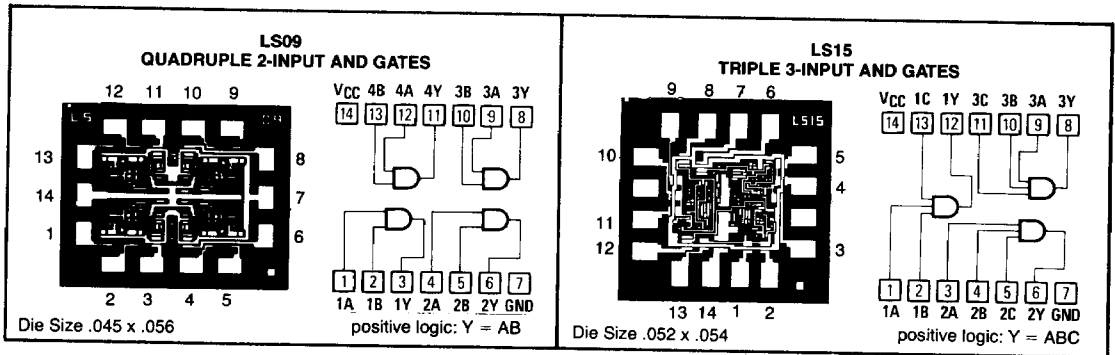 LS09
QUADRUPLE 2-INPUT AND GATES
12 11 10 9
LS 09
13
14
1
8
7
6
2 3 4 5
Die Size .045 x .056
VCC 4B 4A 4Y 3B 3A 3Y
14 13 12 11 10 9 8
1 2 3 4 5 6 7
1A 1B 1Y 2A 2B 2Y GND
positive logic: Y = AB
LS15
TRIPLE 3-INPUT AND GATES
9 8 7 6
LS15
10
11
12
5
4
3
13 14 1 2
Die Size .052 x .054
VCC 1C 1Y 3C 3B 3A 3Y
14 13 12 11 10 9 8
1 2 3 4 5 6 7
1A 1B 2A 2B 2C 2Y GND
positive logic: Y = ABC